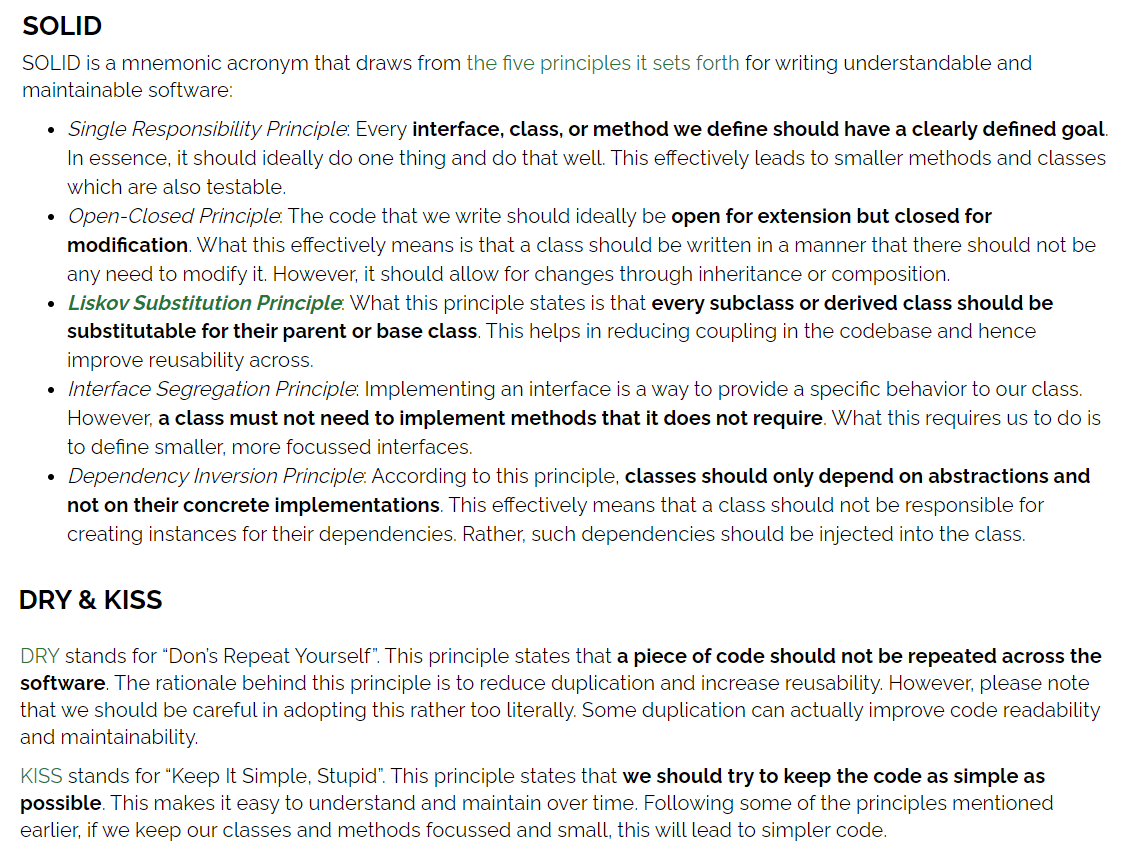 SOLID
SOLID is a mnemonic acronym that draws from the five principles it sets forth for writing understandable and
maintainable software:
• Single Responsibility Principle: Every interface, class, or method we define should have a clearly defined goal.
In essence, it should ideally do one thing and do that well. This effectively leads to smaller methods and classes
which are also testable.
• Open-Closed Principle: The code that we write should ideally be open for extension but closed for
modification. What this effectively means is that a class should be written in a manner that there should not be
any need to modify it. However, it should allow for changes through inheritance or composition.
• Liskov Substitution Principle: What this principle states is that every subclass or derived class should be
substitutable for their parent or base class. This helps in reducing coupling in the codebase and hence
improve reusability across.
• Interface Segregation Principle: Implementing an interface is a way to provide a specific behavior to our class.
However, a class must not need to implement methods that it does not require. What this requires us to do is
to define smaller, more focussed interfaces.
• Dependency Inversion Principle: According to this principle, classes should only depend on abstractions and
not on their concrete implementations. This effectively means that a class should not be responsible for
creating instances for their dependencies. Rather, such dependencies should be injected into the class.
DRY & KISS
DRY stands for “Don’s Repeat Yourself”. This principle states that a piece of code should not be repeated across the
software. The rationale behind this principle is to reduce duplication and increase reusability. However, please note
that we should be careful in adopting this rather too literally. Some duplication can actually improve code readability
and maintainability.
KISS stands for “Keep It Simple, Stupid”. This principle states that we should try to keep the code as simple as
possible. This makes it easy to understand and maintain over time. Following some of the principles mentioned
earlier, if we keep our classes and methods focussed and small, this will lead to simpler code.